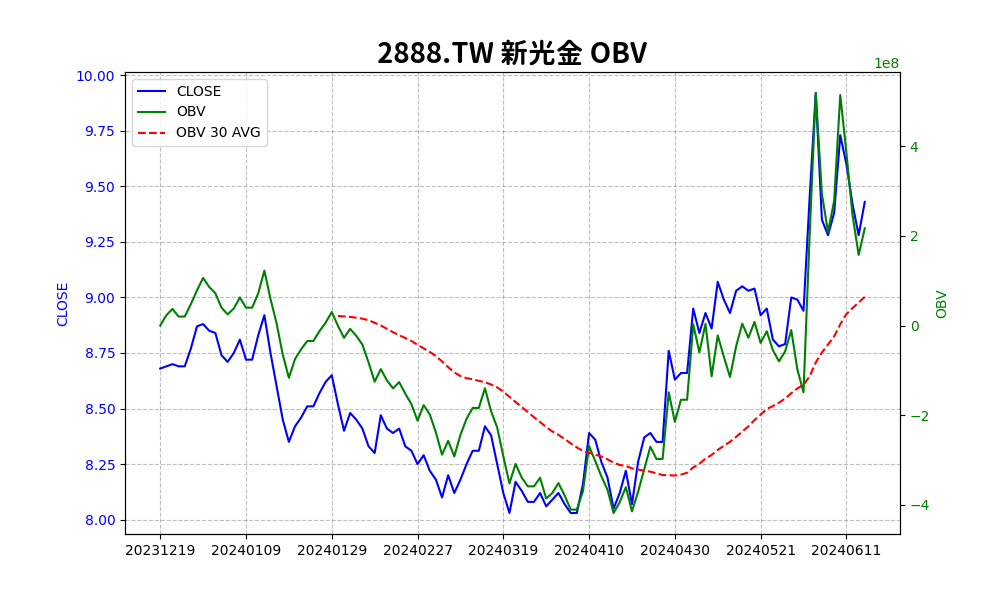 2888.TW 新光金 OBV
1e8
CLOSE
OBV
OBV 30 AVG
10.00
9.75
9.50
9.25
9.00
8.75
8.50
8.25
8.00
CLOSE
4
2
0
−2
−4
OBV
20231219 20240109 20240129 20240227 20240319 20240410 20240430 20240521 20240611